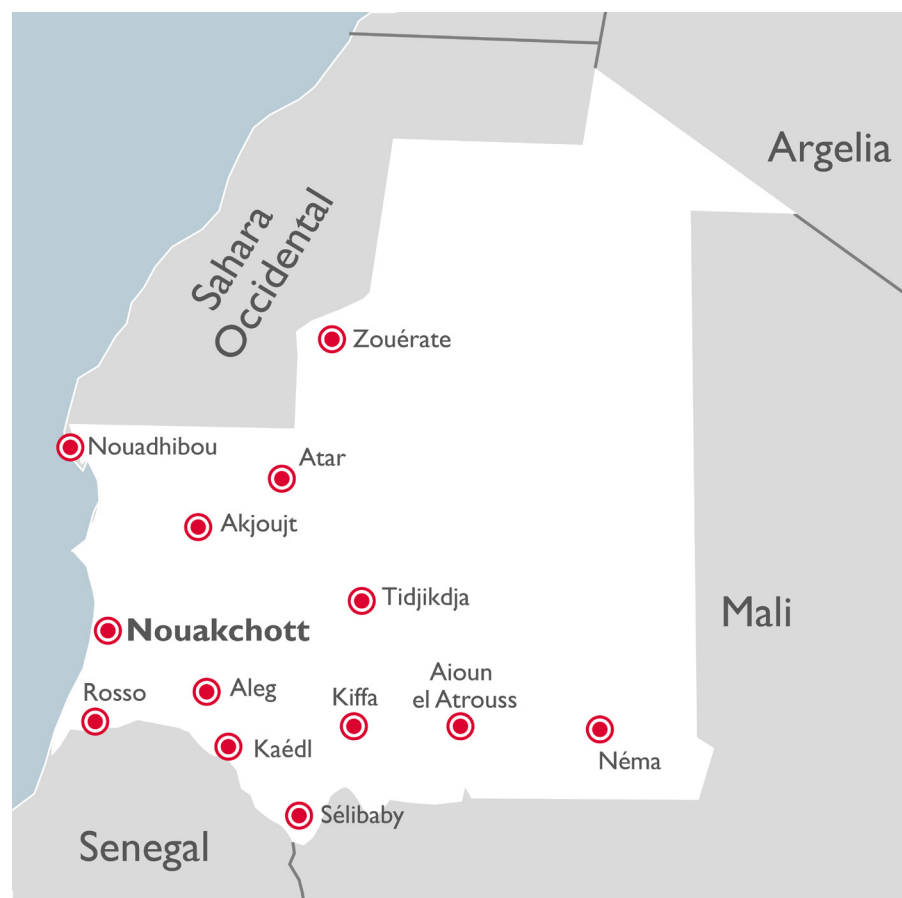 Argelia
Sahara
Occidental
Zouérate
Nouadhibou
Atar
Akjoujt
Tidjikdja
Mali
Nouakchott
Rosso
Aleg
Kiffa
Aioun
el Atrouss
Kaédl
Néma
Sélibaby
Senegal